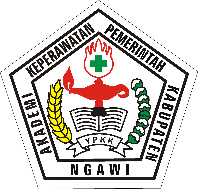 AKADEMI KEPERAWATAN PEMERINTAH KABUPATEN
YPKK
NGAWI